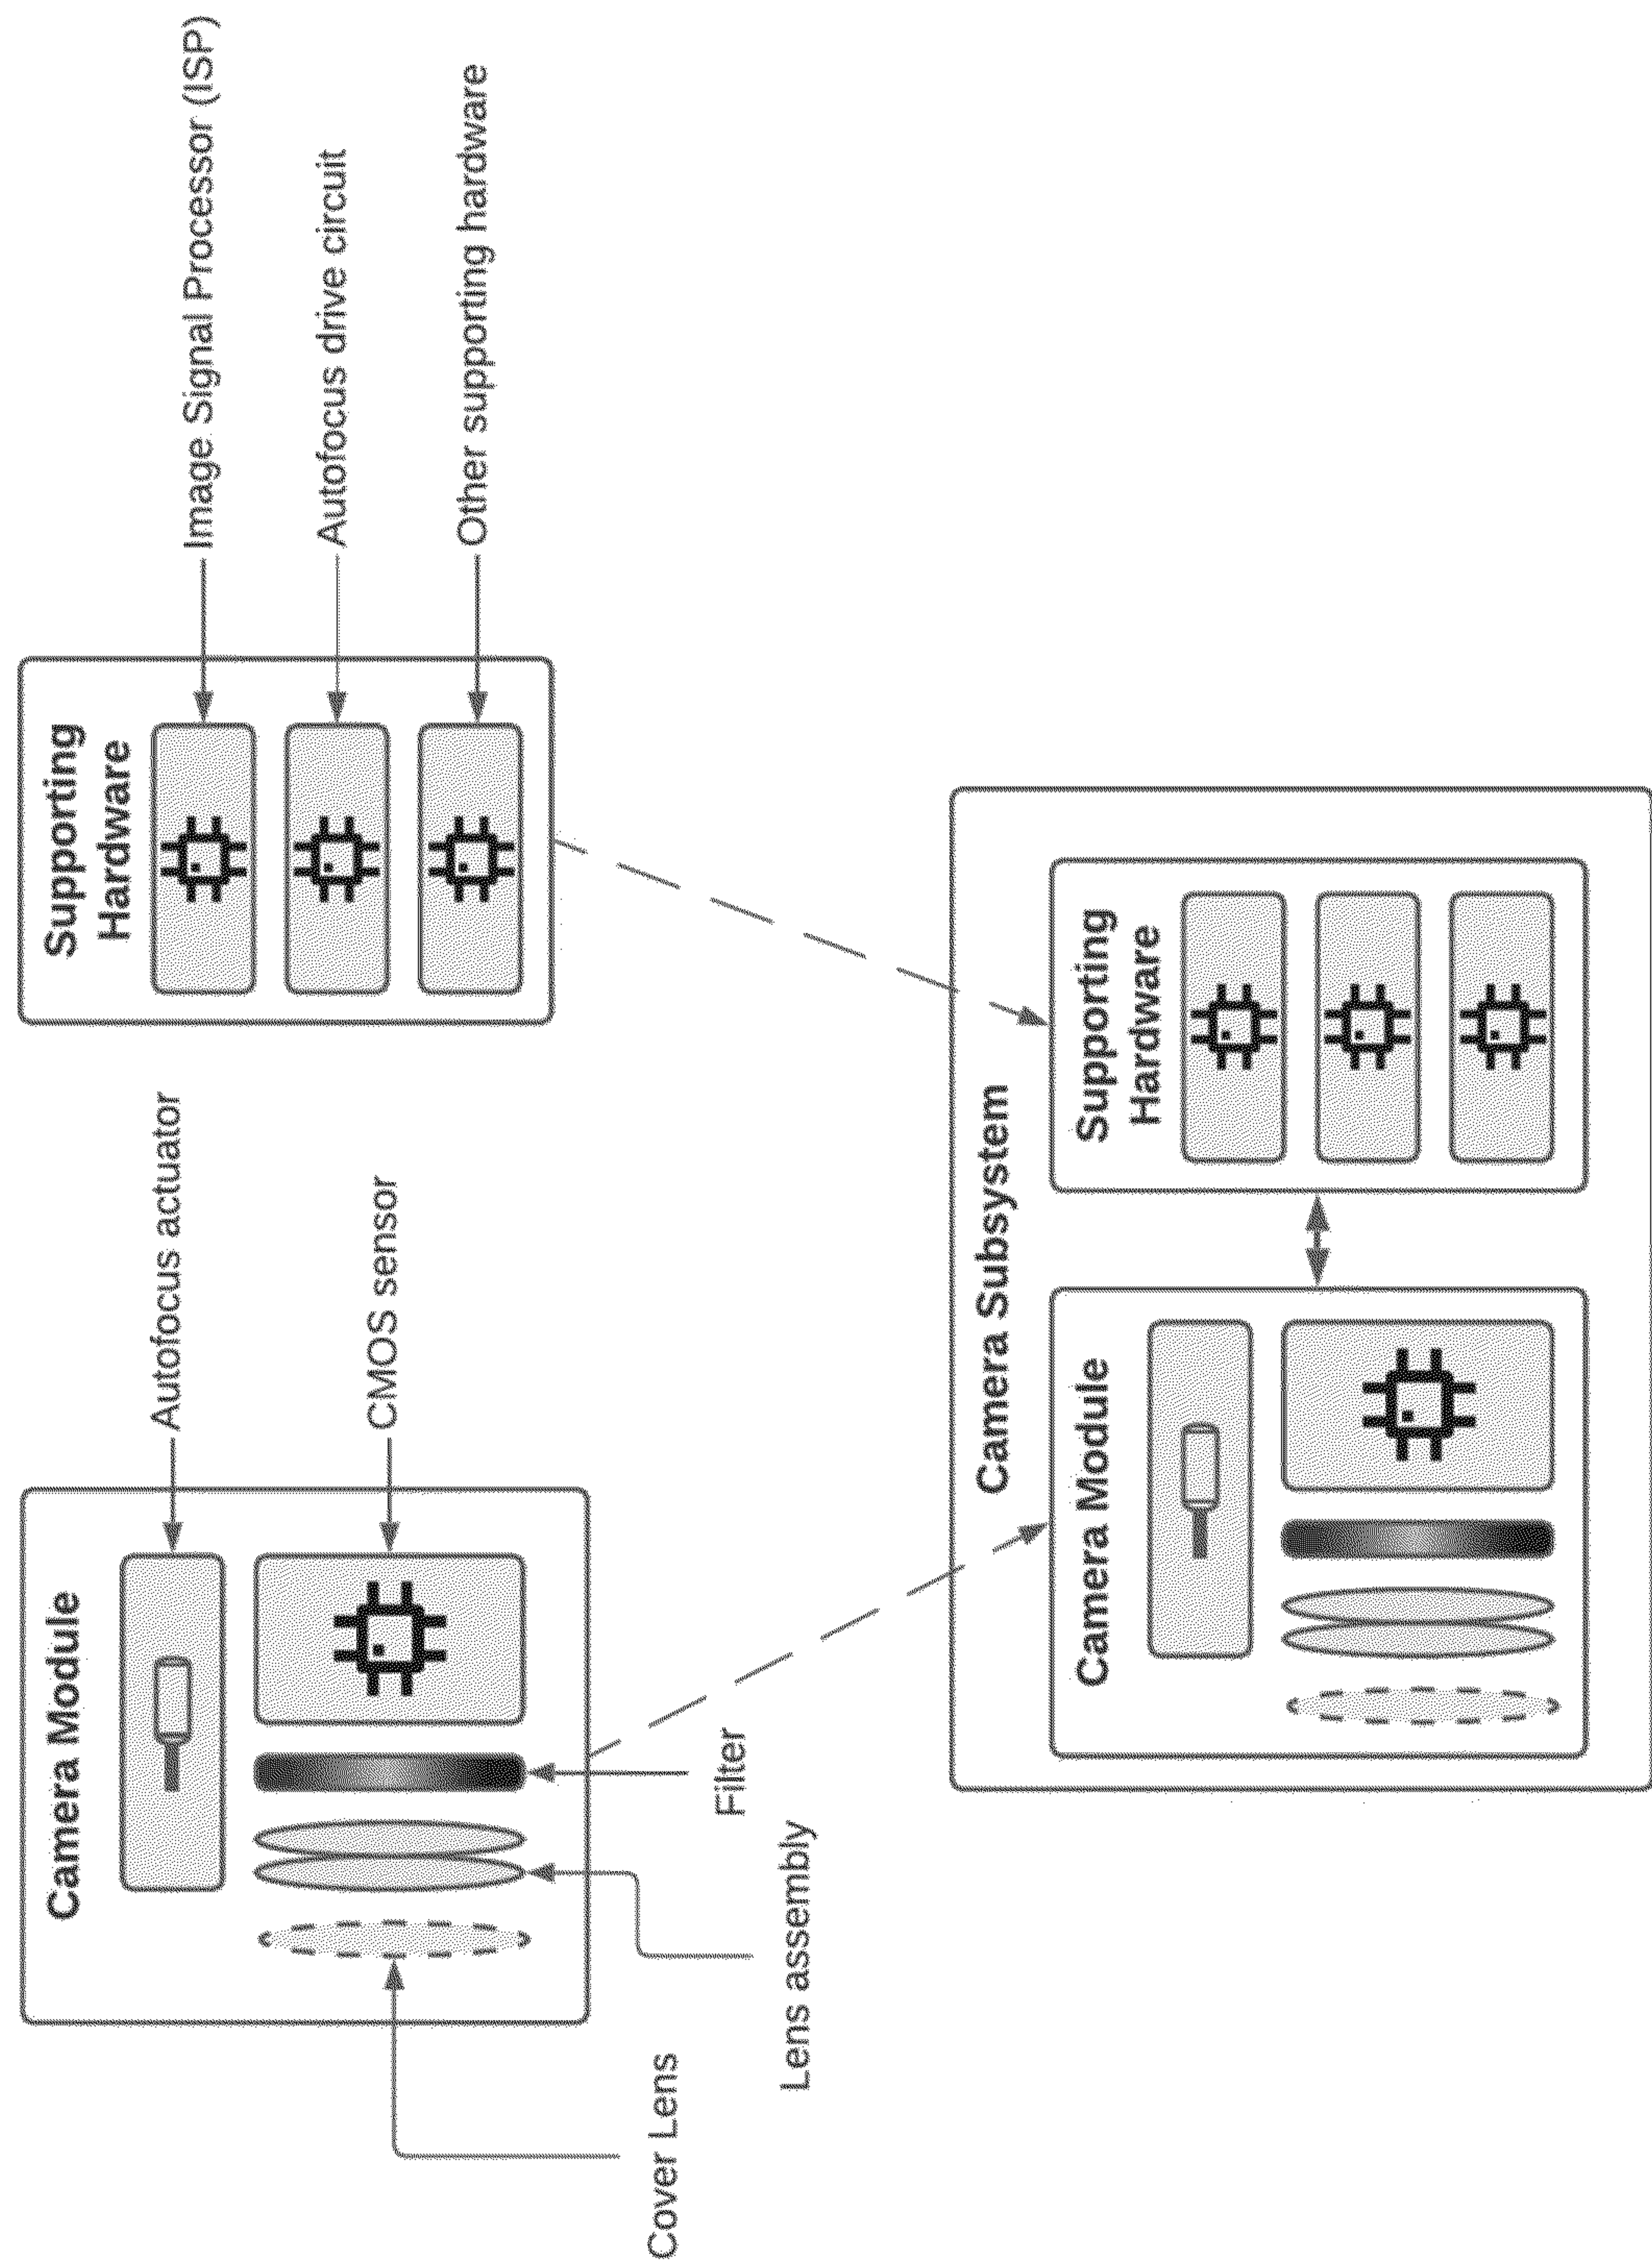 Camera Module
Autofocus actuator
CMOS sensor
Filter
Lens assembly
Cover Lens
Supporting
Hardware
Image Signal Processor (ISP)
Autofocus drive circuit
Other supporting hardware
Camera Subsystem
Camera Module
Supporting
Hardware